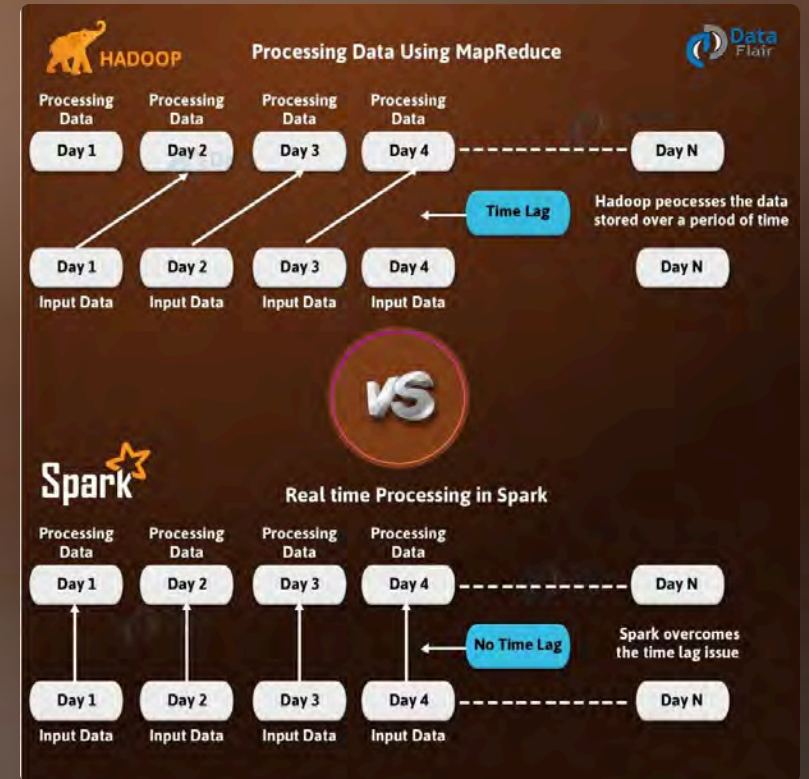 HADOOP
Processing Data Using MapReduce
Data
Flair
Processing
Data
Processing
Data
Processing
Data
Processing
Data
Day 1
Day 2
Day 3
Day 4
Day N
Time Lag
Hadoop peocesses the data
stored over a period of time
Day 1
Day 2
Day 3
Day 4
Day N
Input Data
Input Data
Input Data
Input Data
VS
Spark
Real time Processing in Spark
Processing
Data
Processing
Data
Processing
Data
Processing
Data
Day 1
Day 2
Day 3
Day 4
Day N
No Time Lag
Spark overcomes
the time lag issue
Day 1
Day 2
Day 3
Day 4
Day N
Input Data
Input Data
Input Data
Input Data